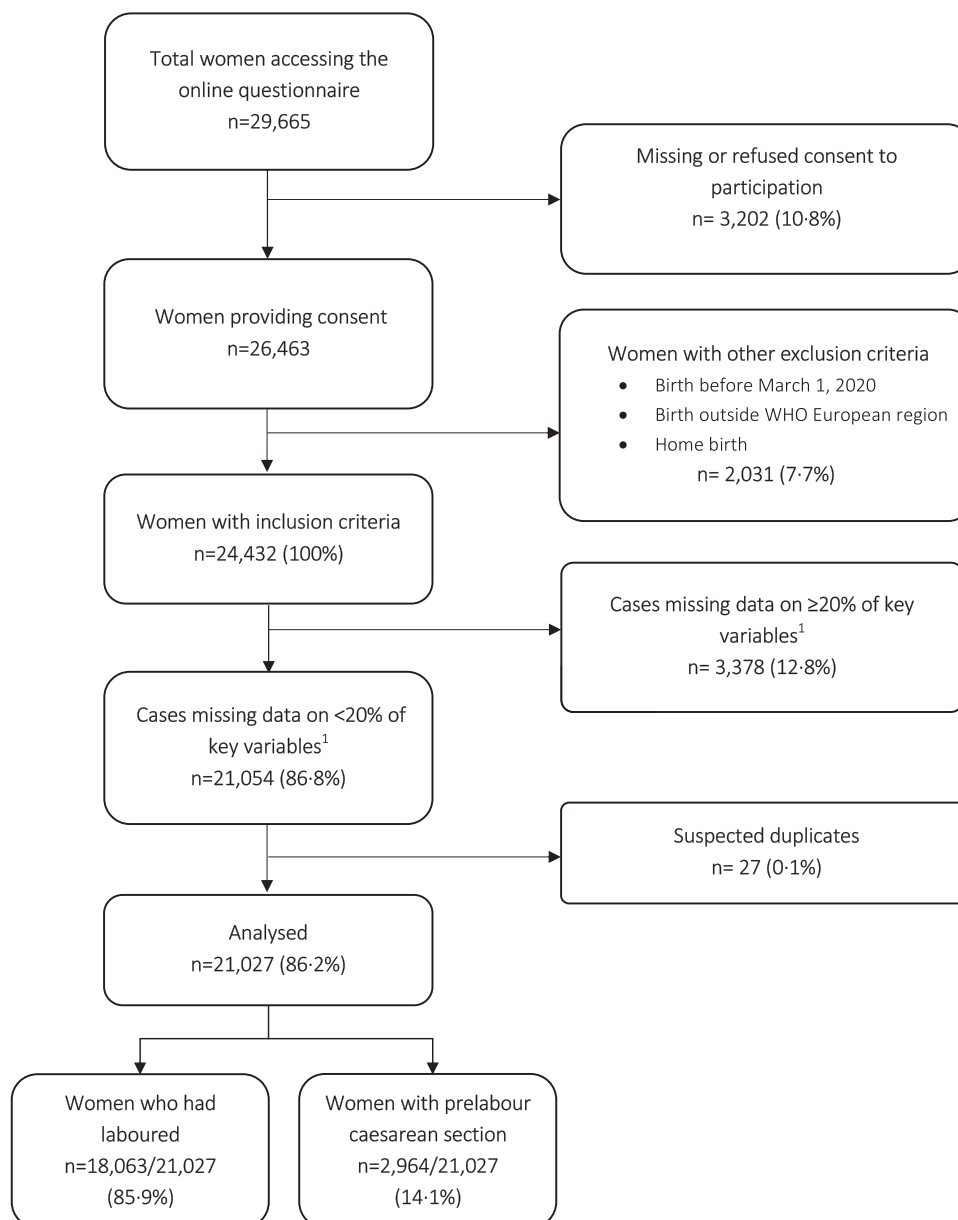 Total women accessing the
online questionnaire
n=29,665
Missing or refused consent to
participation
n= 3,202 (10·8%)
Women providing consent
n=26,463
Women with other exclusion criteria
• Birth before March 1, 2020
• Birth outside WHO European region
• Home birth
n= 2,031 (7·7%)
Women with inclusion criteria
n=24,432 (100%)
Cases missing data on ≥20% of key
variables¹
n= 3,378 (12·8%)
Cases missing data on <20% of
key variables¹
n=21,054 (86·8%)
Suspected duplicates
n= 27 (0·1%)
Analysed
n=21,027 (86·2%)
Women who had
laboured
n=18,063/21,027
(85·9%)
Women with prelabour
caesarean section
n=2,964/21,027
(14·1%)